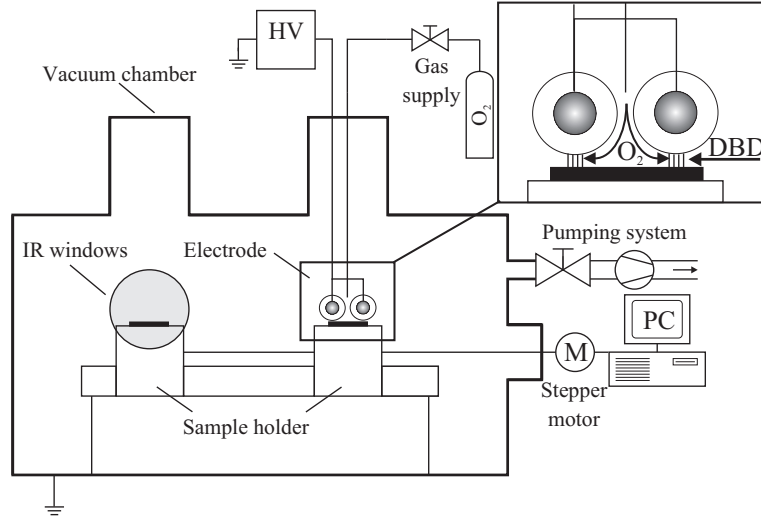 HV
Gas
supply
O2
Vacuum chamber
O2
DBD
IR windows
Electrode
Pumping system
PC
M
Stepper
motor
Sample holder